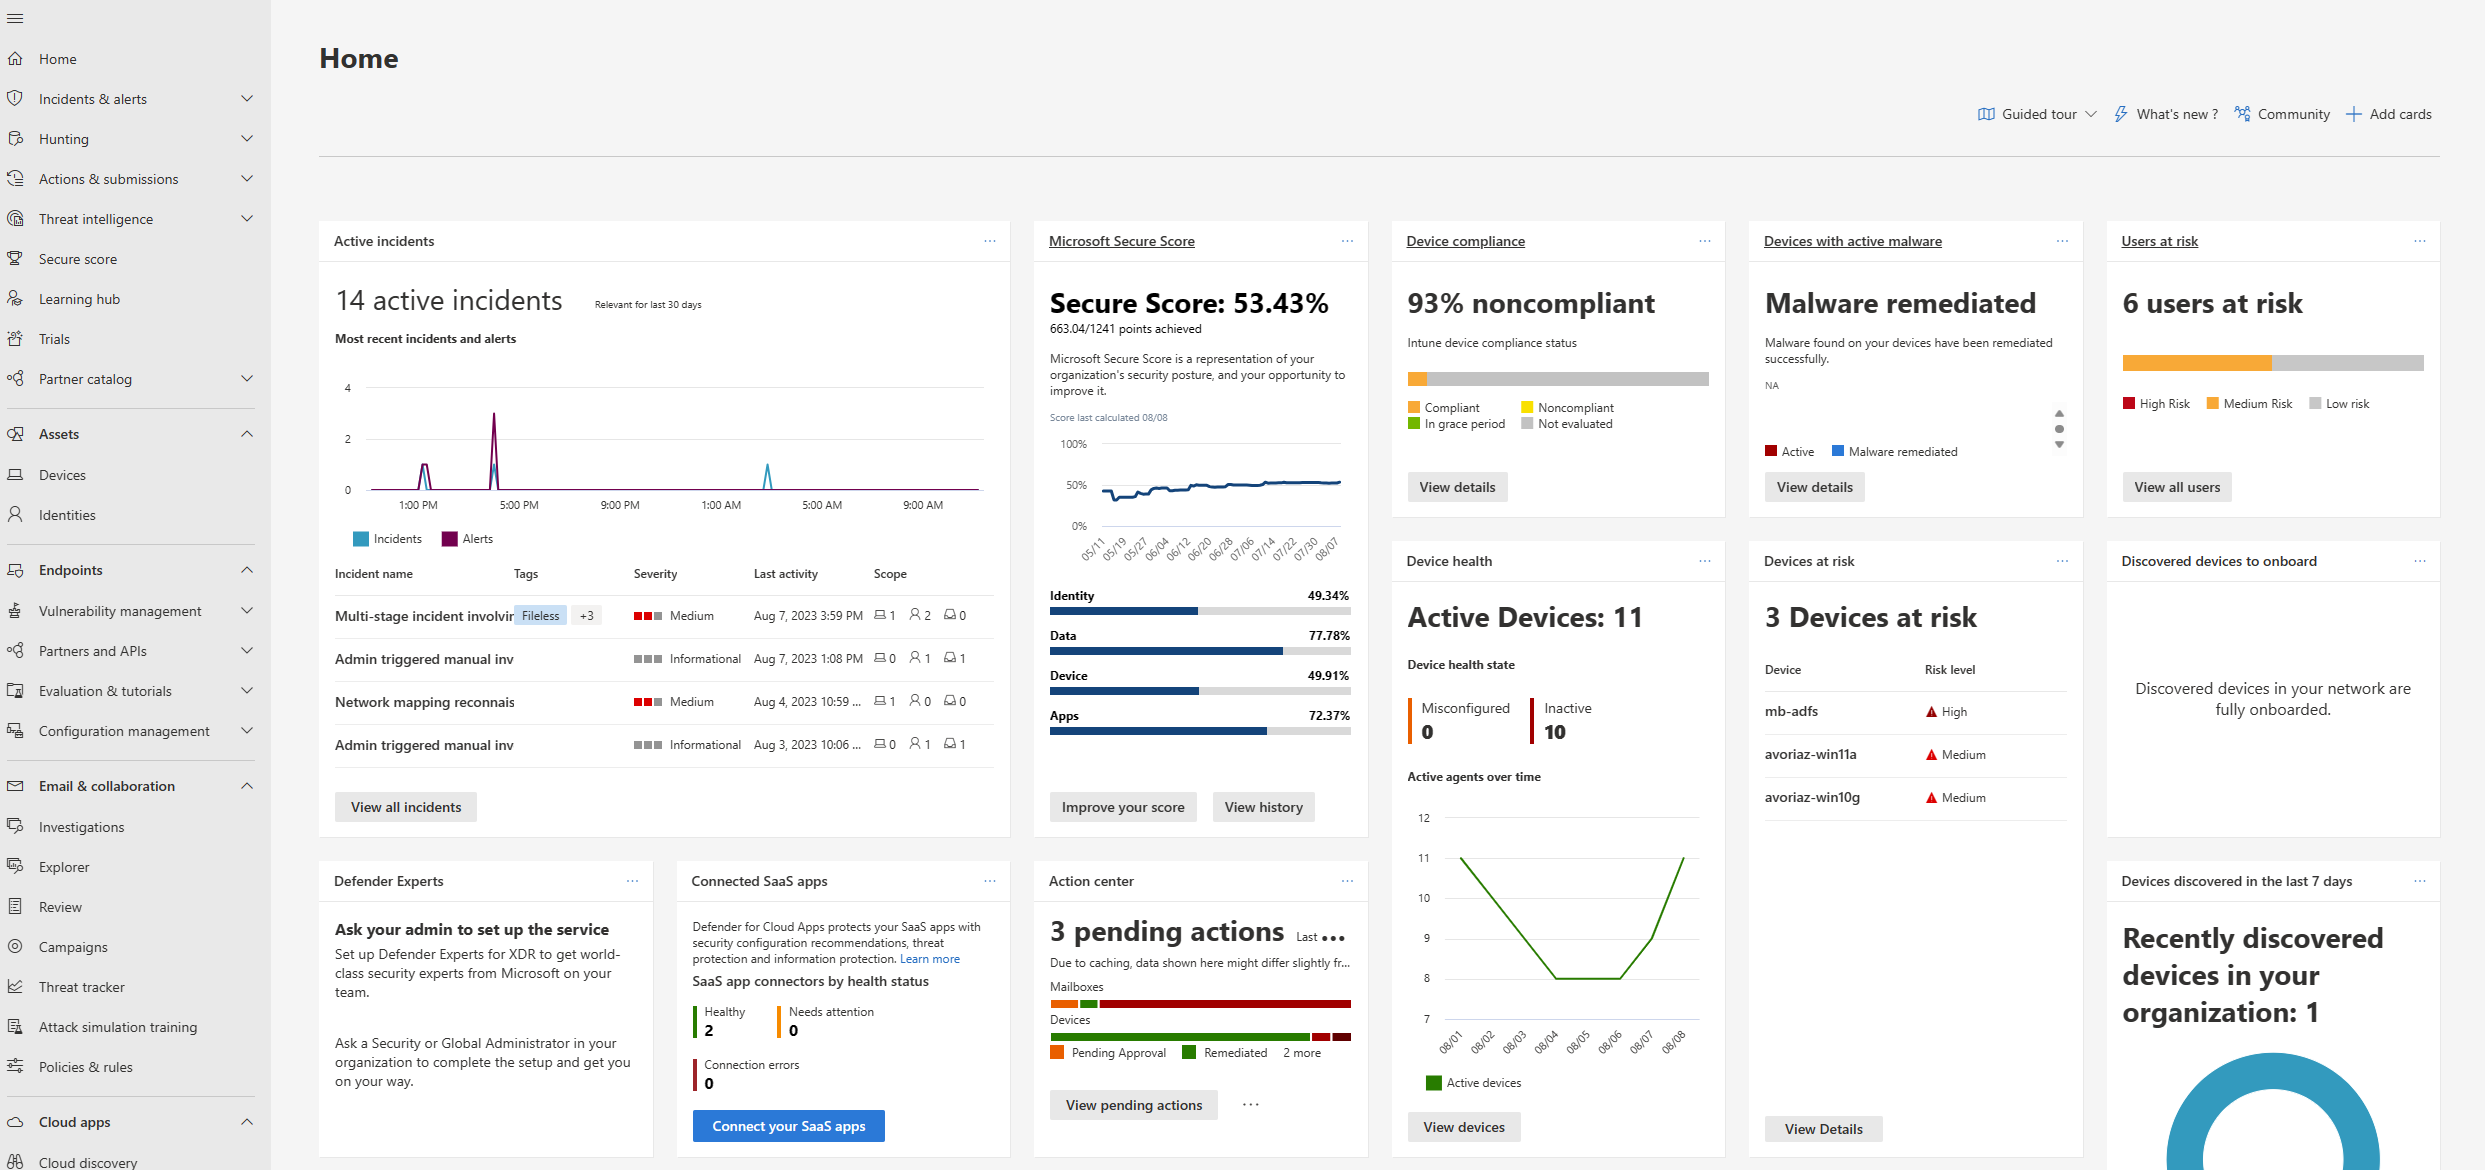 Home
Incidents & alerts
Hunting
Actions & submissions
Threat intelligence
Secure score
Learning hub
Trials
Partner catalog
Assets
Devices
Identities
Endpoints
Vulnerability management
Partners and APIs
Evaluation & tutorials
Configuration management
Email & collaboration
Investigations
Explorer
Review
Campaigns
Threat tracker
Attack simulation training
Policies & rules
Cloud apps
Cloud discovery
Home
Guided tour
What's new ?
Community
Add cards
Active incidents
14 active incidents
Relevant for last 30 days
Most recent incidents and alerts
4
2
0
1:00 PM 5:00 PM 9:00 PM 1:00 AM 5:00 AM 9:00 AM
Incidents Alerts
Incident name Tags Severity Last activity Scope
Multi-stage incident involvin Fileless +3 Medium Aug 7, 2023 3:59 PM 1 2 0
Admin triggered manual inv Informational Aug 7, 2023 1:08 PM 0 1 1
Network mapping reconnais Medium Aug 4, 2023 10:59 ... 1 0 0
Admin triggered manual inv Informational Aug 3, 2023 10:06 ... 0 1 1
View all incidents
Microsoft Secure Score
Secure Score: 53.43%
663.04/1241 points achieved
Microsoft Secure Score is a representation of your
organization's security posture, and your opportunity to
improve it.
Score last calculated 08/08
100%
50%
0%
05/11 05/19 05/27 06/04 06/12 06/20 06/28 07/06 07/14 07/22 07/30 08/07
Identity 49.34%
Data 77.78%
Device 49.91%
Apps 72.37%
Improve your score View history
Device compliance
93% noncompliant
Intune device compliance status
Compliant Noncompliant
In grace period Not evaluated
View details
Devices with active malware
Malware remediated
Malware found on your devices have been remediated
successfully.
NA
Active Malware remediated
View details
Users at risk
6 users at risk
High Risk Medium Risk Low risk
View all users
Device health
Active Devices: 11
Device health state
Misconfigured
0
Inactive
10
Active agents over time
12
11
10
9
8
7
08/01 08/02 08/03 08/04 08/05 08/06 08/07 08/08
Active devices
View devices
Devices at risk
3 Devices at risk
Device Risk level
mb-adfs High
avoriaz-win11a Medium
avoriaz-win10g Medium
View Details
Discovered devices to onboard
Discovered devices in your network are
fully onboarded.
Defender Experts
Ask your admin to set up the service
Set up Defender Experts for XDR to get world-
class security experts from Microsoft on your
team.
Ask a Security or Global Administrator in your
organization to complete the setup and get you
on your way.
Connected SaaS apps
Defender for Cloud Apps protects your SaaS apps with
security configuration recommendations, threat
protection and information protection. Learn more
SaaS app connectors by health status
Healthy
2
Needs attention
0
Connection errors
0
Connect your SaaS apps
Action center
3 pending actions Last ...
Due to caching, data shown here might differ slightly fr...
Mailboxes
Devices
Pending Approval Remediated 2 more
View pending actions
Devices discovered in the last 7 days
Recently discovered
devices in your
organization: 1